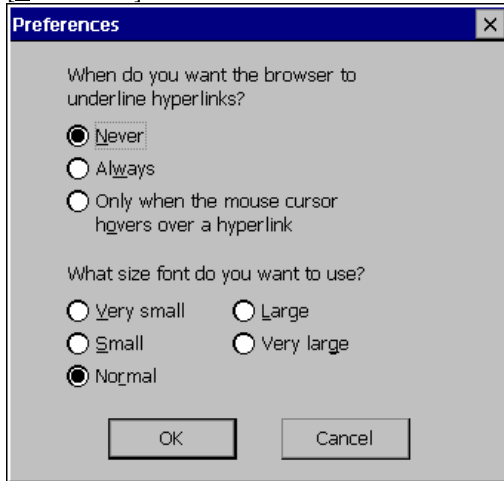 Preferences
When do you want the browser to
underline hyperlinks?
Never
Always
Only when the mouse cursor
hovers over a hyperlink
What size font do you want to use?
Very small Large
Small Very large
Normal
OK Cancel